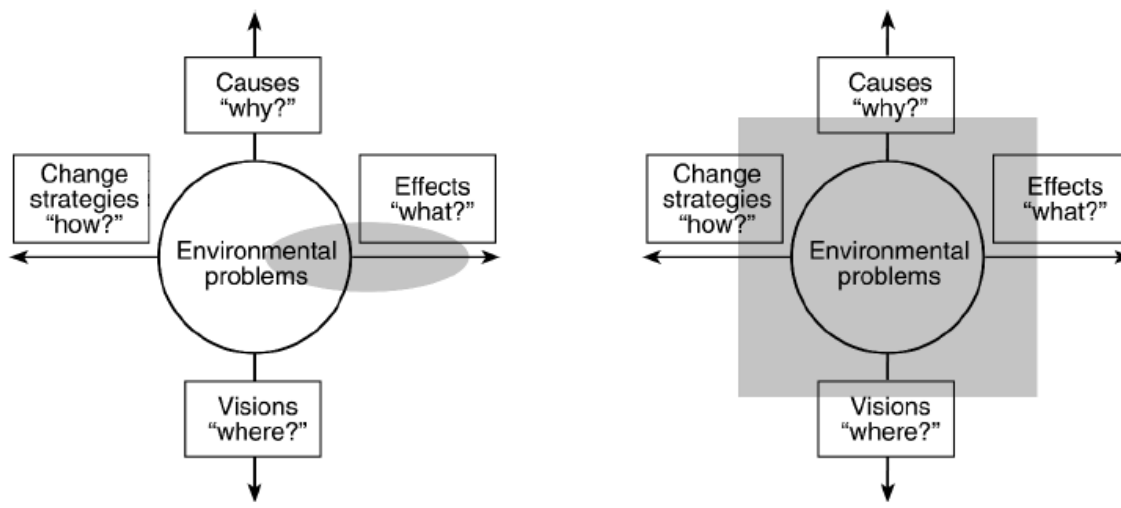 Causes
“why?”
Change
strategies
“how?”
Effects
“what?”
Environmental
problems
Visions
“where?”
Causes
“why?”
Change
strategies
“how?”
Effects
“what?”
Environmental
problems
Visions
“where?”